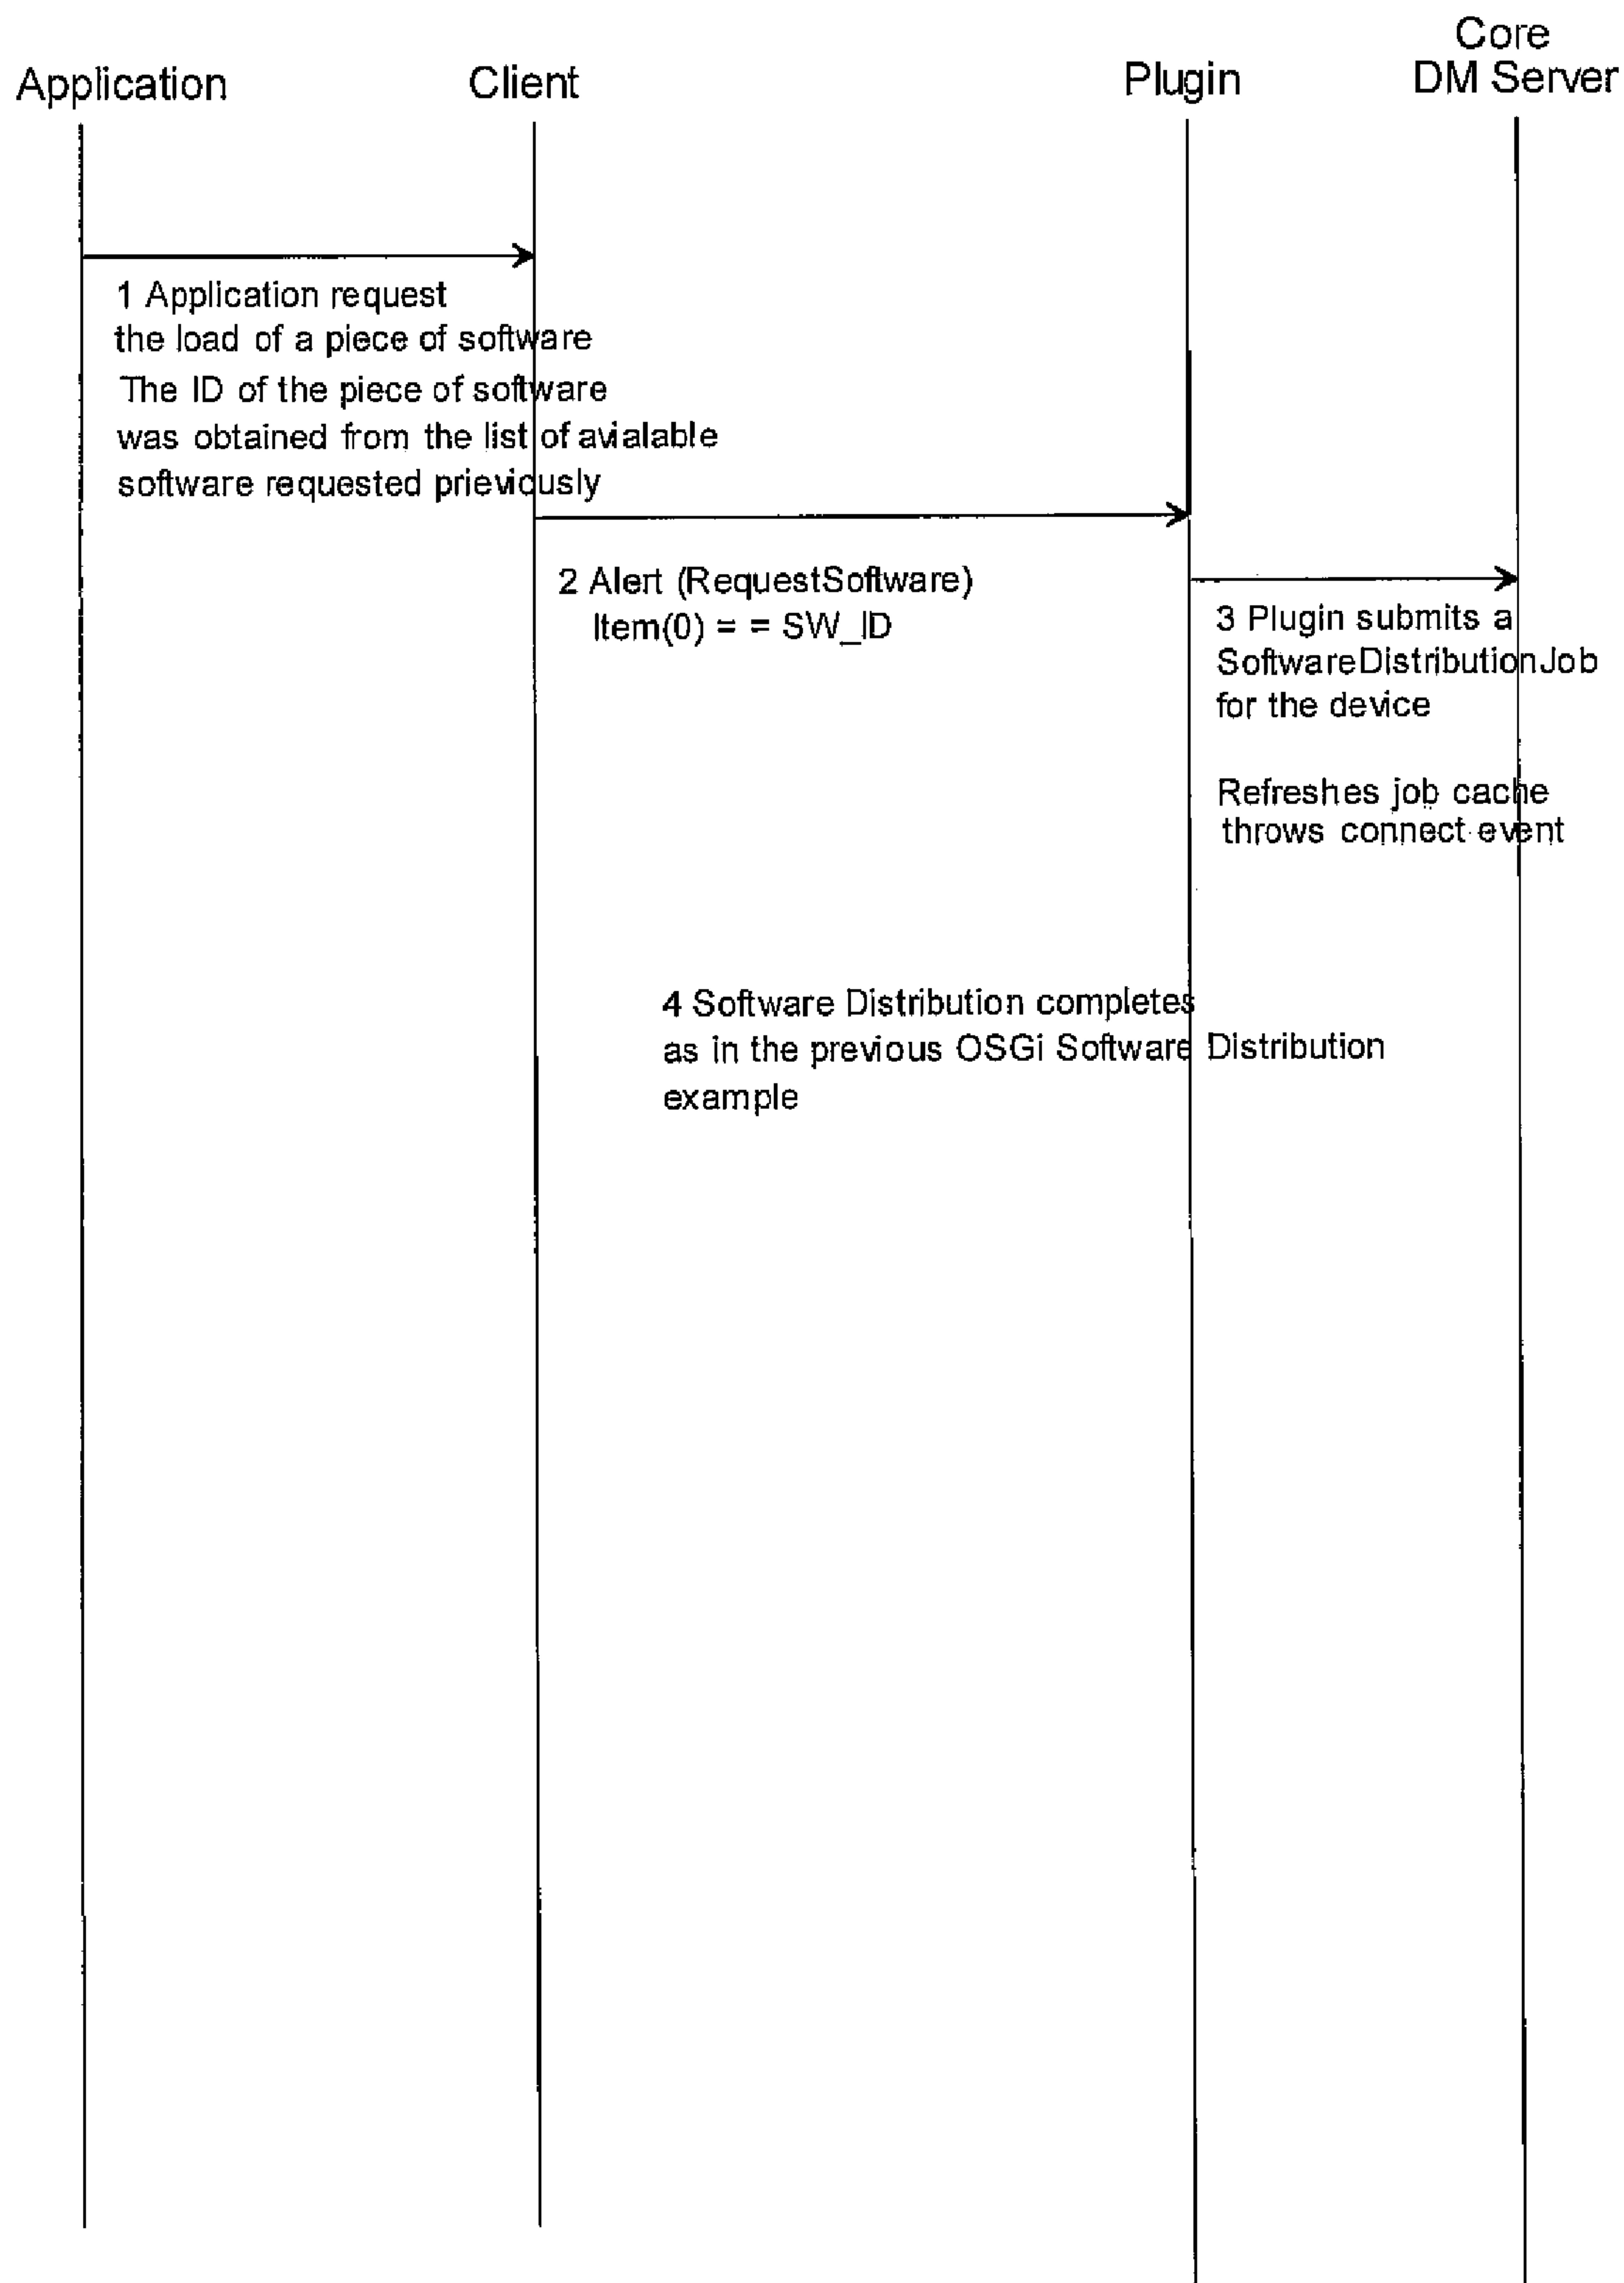 Application
Client
Plugin
Core
DM Server
1 Application request
the load of a piece of software
The ID of the piece of software
was obtained from the list of avialable
software requested prieviously
2 Alert (RequestSoftware)
Item(0) = = SW_ID
3 Plugin submits a
SoftwareDistributionJob
for the device
Refreshes job cache
throws connect event
4 Software Distribution completes
as in the previous OSGi Software Distribution
example